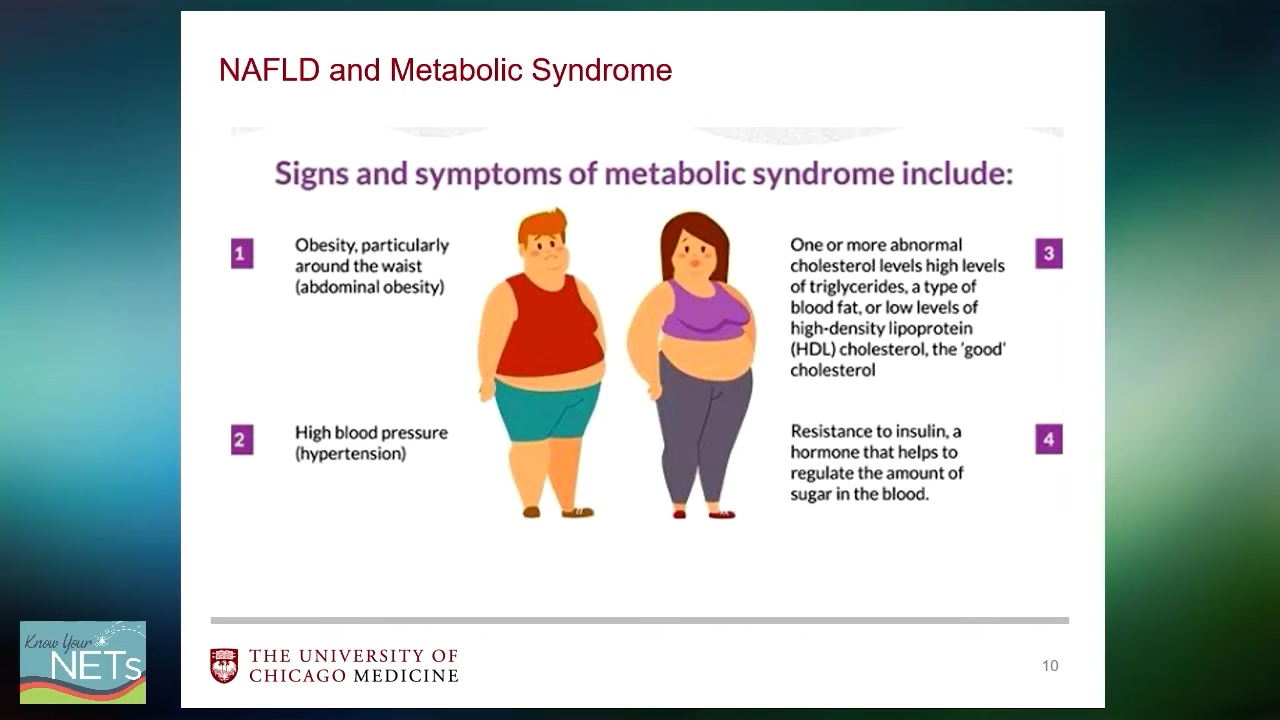 NAFLD and Metabolic Syndrome
Signs and symptoms of metabolic syndrome include:
1
Obesity, particularly
around the waist
(abdominal obesity)
2
High blood pressure
(hypertension)
One or more abnormal
cholesterol levels high levels
of triglycerides, a type of
blood fat, or low levels of
high-density lipoprotein
(HDL) cholesterol, the 'good'
cholesterol
3
Resistance to insulin, a
hormone that helps to
regulate the amount of
sugar in the blood.
4
Know Your
NETs
THE UNIVERSITY OF
CHICAGO MEDICINE
10